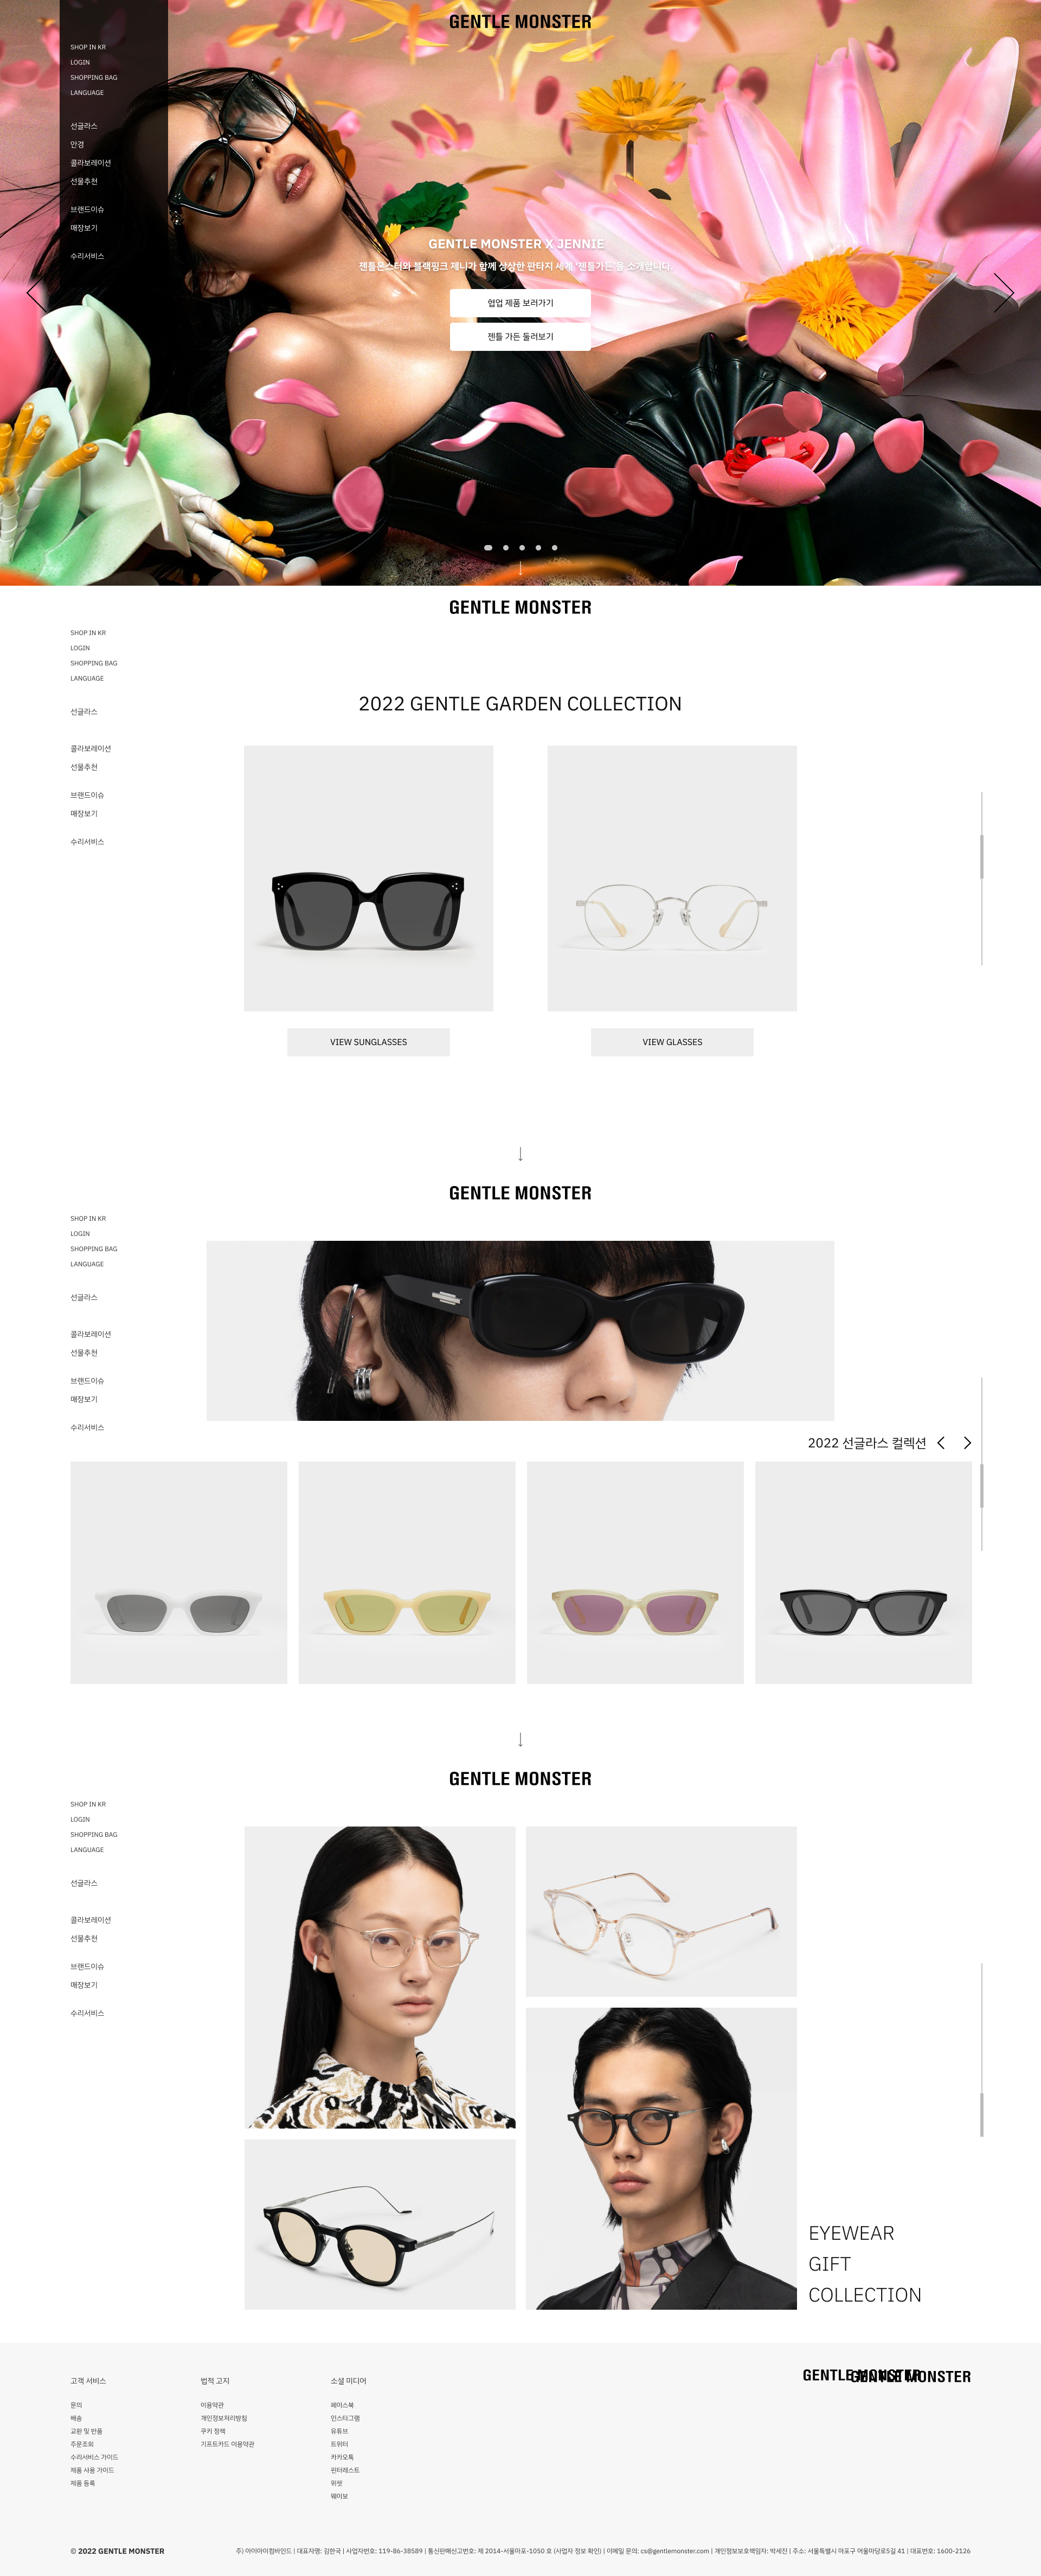 GENTLE MONSTER
SHOP IN KR
LOGIN
SHOPPING BAG
LANGUAGE
선글라스
안경
콜라보레이션
선물추천
브랜드이슈
매장보기
수리서비스
GENTLE MONSTER X JENNIE
젠틀몬스터와 블랙핑크 제니가 함께 상상한 판타지 세계 '젠틀가든'을 소개합니다.
협업 제품 보러가기
젠틀 가든 둘러보기
GENTLE MONSTER
SHOP IN KR
LOGIN
SHOPPING BAG
LANGUAGE
선글라스
콜라보레이션
선물추천
브랜드이슈
매장보기
수리서비스
2022 GENTLE GARDEN COLLECTION
VIEW SUNGLASSES
VIEW GLASSES
GENTLE MONSTER
SHOP IN KR
LOGIN
SHOPPING BAG
LANGUAGE
선글라스
콜라보레이션
선물추천
브랜드이슈
매장보기
수리서비스
2022 선글라스 컬렉션
GENTLE MONSTER
SHOP IN KR
LOGIN
SHOPPING BAG
LANGUAGE
선글라스
콜라보레이션
선물추천
브랜드이슈
매장보기
수리서비스
EYEWEAR
GIFT
COLLECTION
GENTLE MONSTER
GENTLE MONSTER
고객 서비스
문의
배송
교환 및 반품
주문조회
수리서비스 가이드
제품 사용 가이드
제품 등록
법적 고지
이용약관
개인정보처리방침
쿠키 정책
기프트카드 이용약관
소셜 미디어
페이스북
인스타그램
유튜브
트위터
카카오톡
핀터레스트
위챗
웨이보
© 2022 GENTLE MONSTER
주) 아이아이컴바인드 | 대표자명: 김한국 | 사업자번호: 119-86-38589 | 통신판매신고번호: 제 2014-서울마포-1050 호 (사업자 정보 확인) | 이메일 문의: cs@gentlemonster.com | 개인정보보호책임자: 박세진 | 주소: 서울특별시 마포구 어울마당로5길 41 | 대표번호: 1600-2126